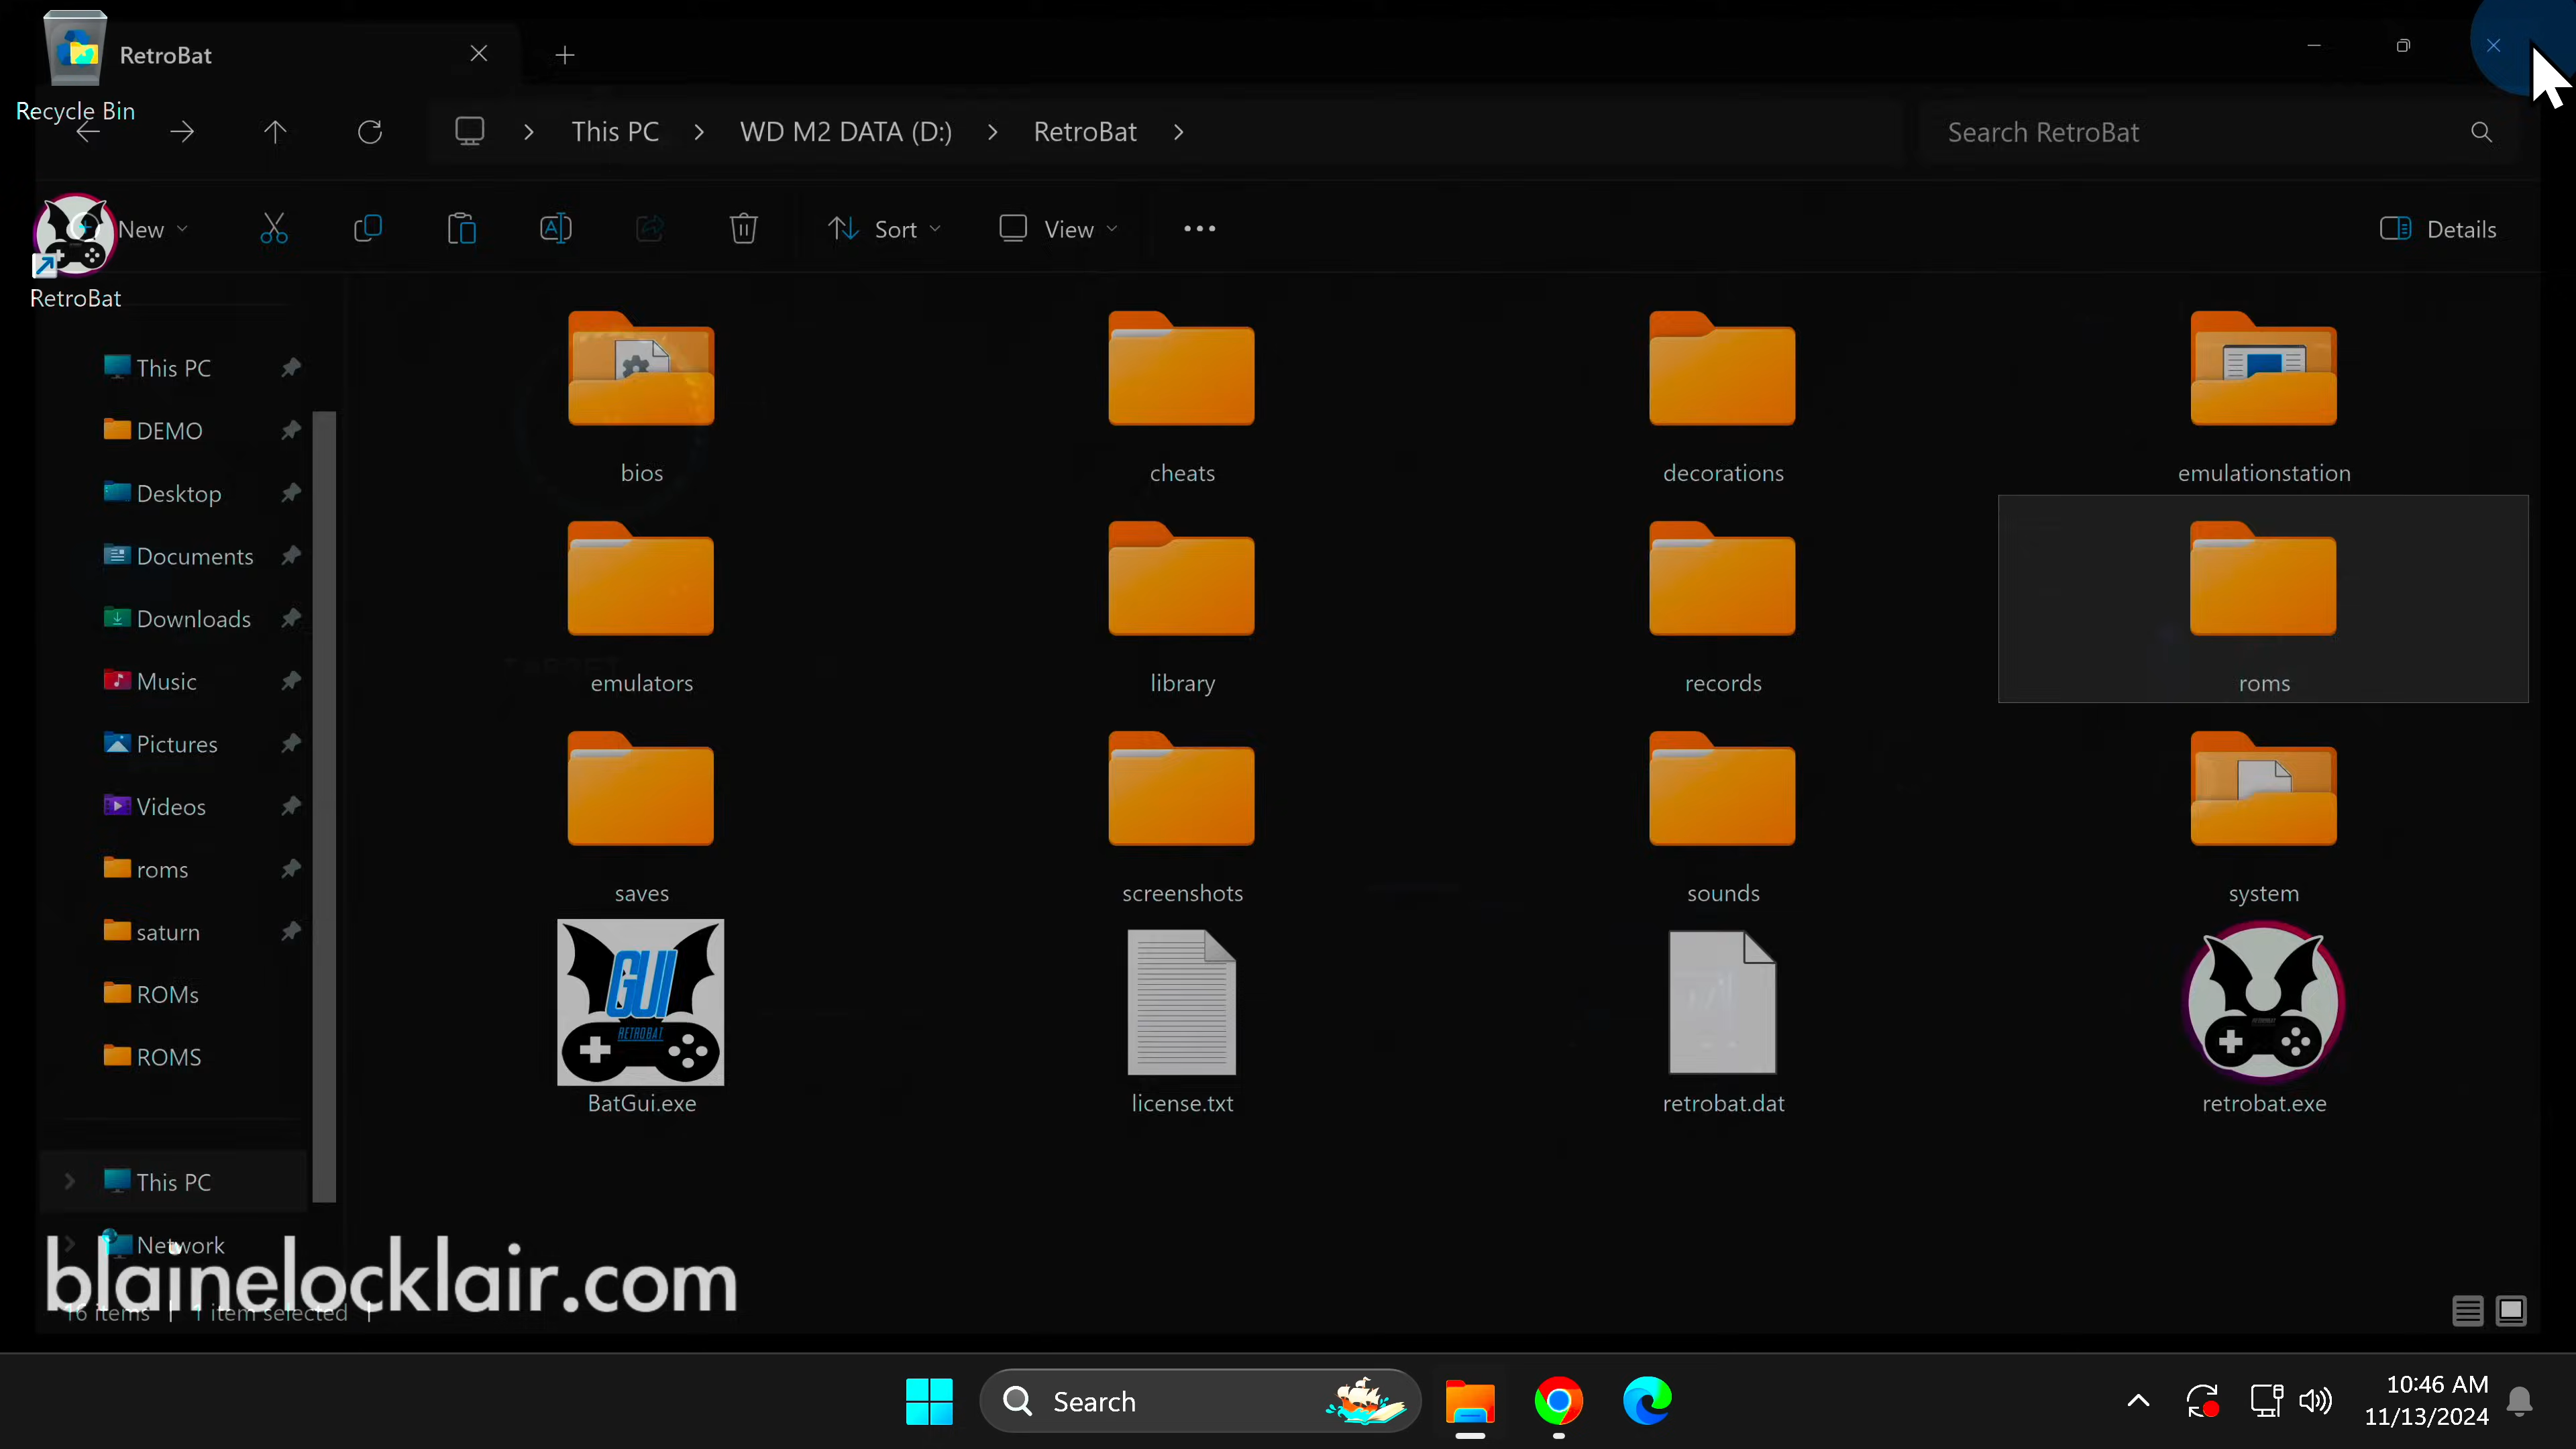 RetroBat
Recycle Bin
This PC
WD M2 DATA (D:)
RetroBat
Search RetroBat
New
Sort
View
Details
RetroBat
This PC
DEMO
Desktop
Documents
Downloads
Music
Pictures
Videos
roms
saturn
ROMs
ROMS
This PC
Network
bios
cheats
decorations
emulationstation
emulators
library
records
roms
saves
screenshots
sounds
system
GUI
RETROBAT
BatGui.exe
license.txt
retrobat.dat
retrobat.exe
blainelocklair.com
16 items
1 item selected
Search
10:46 AM
11/13/2024